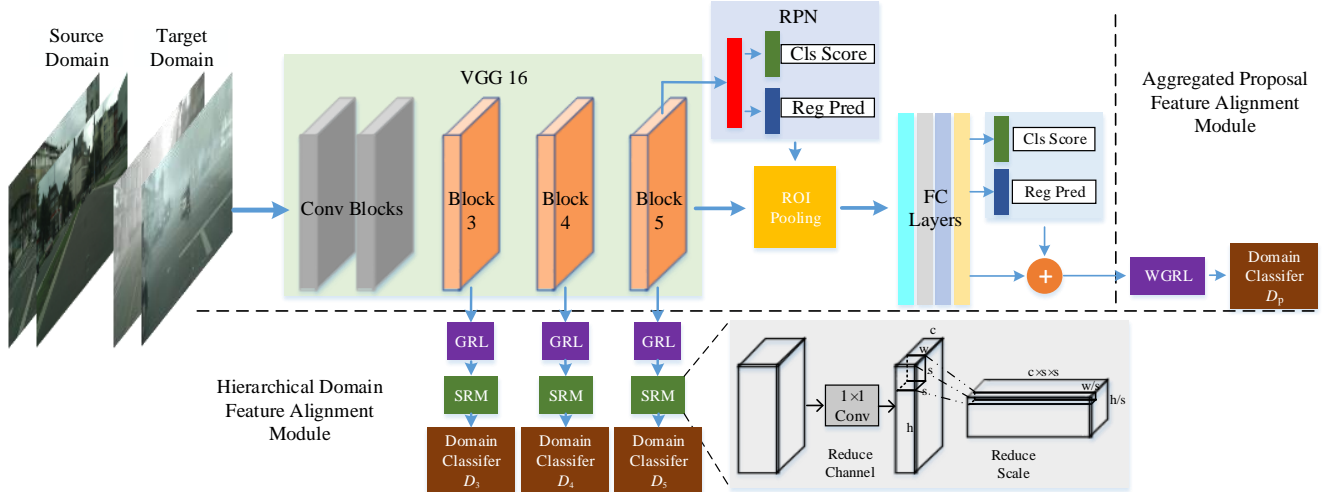 Source
Domain
Target
Domain
VGG 16
RPN
Cls Score
Reg Pred
Aggregated Proposal
Feature Alignment
Module
Conv Blocks
Block
3
Block
4
Block
5
ROI
Pooling
FC
Layers
Cls Score
Reg Pred
+
WGRL
Domain
Classifer
Dp
Hierarchical Domain
Feature Alignment
Module
GRL
GRL
GRL
SRM
SRM
SRM
Domain
Classifer
D3
Domain
Classifer
D4
Domain
Classifer
D5
1×1
Conv
Reduce
Channel
c
w
s
s
h
c×s×s
w/s
h/s
Reduce
Scale